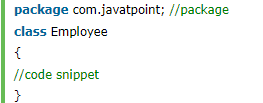 package com.javatpoint; //package
class Employee
{
//code snippet
}